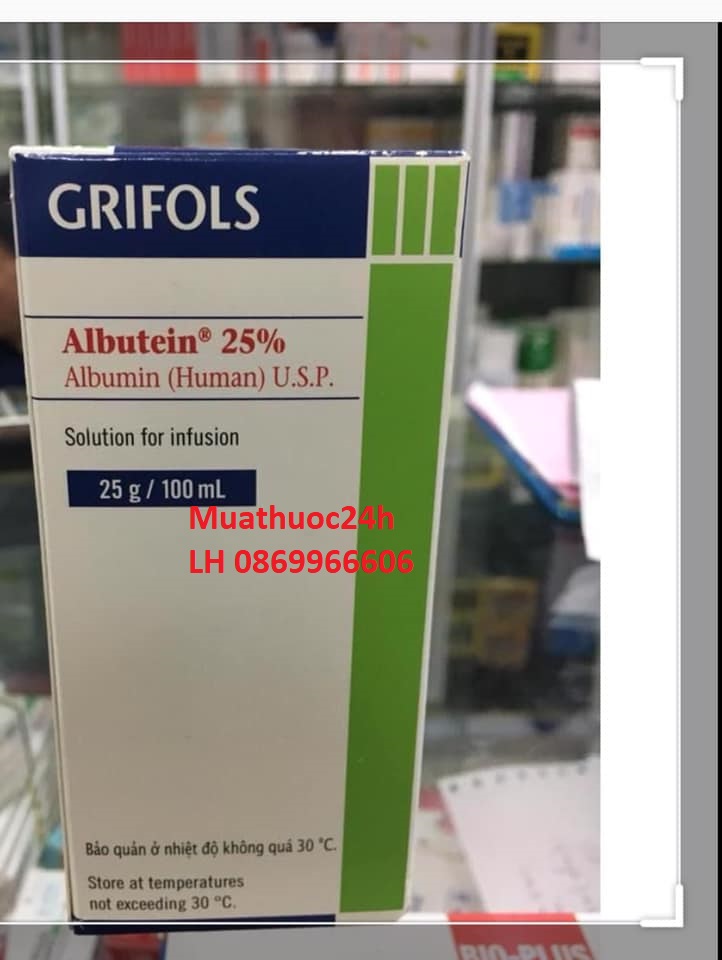 GRIFOLS
Albutein® 25%
Albumin (Human) U.S.P.
Solution for infusion
25 g / 100 mL
Muathuoc24h
LH 0869966606
Bảo quản ở nhiệt độ không quá 30 °C.
Store at temperatures
not exceeding 30 °C.
BIO-PLUS